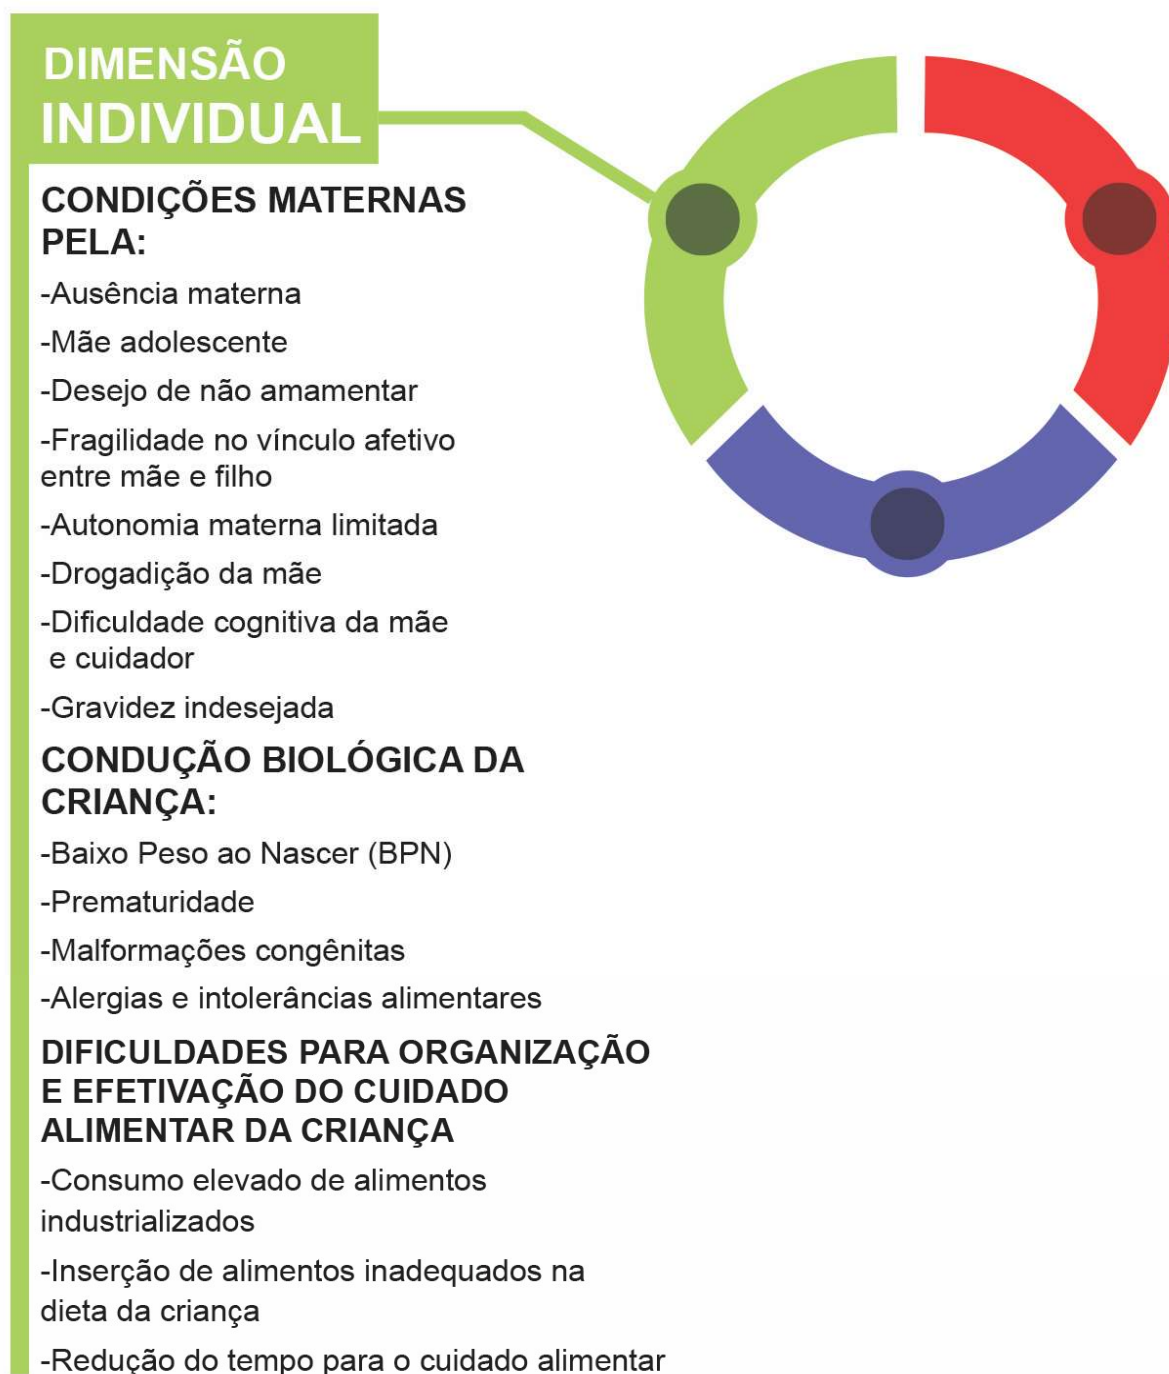 DIMENSÃO
INDIVIDUAL
CONDIÇÕES MATERNAS
PELA:
-Ausência materna
-Mãe adolescente
-Desejo de não amamentar
-Fragilidade no vínculo afetivo
entre mãe e filho
-Autonomia materna limitada
-Drogadição da mãe
-Dificuldade cognitiva da mãe
e cuidador
-Gravidez indesejada
CONDUÇÃO BIOLÓGICA DA
CRIANÇA:
-Baixo Peso ao Nascer (BPN)
-Prematuridade
-Malformações congênitas
-Alergias e intolerâncias alimentares
DIFICULDADES PARA ORGANIZAÇÃO
E EFETIVAÇÃO DO CUIDADO
ALIMENTAR DA CRIANÇA
-Consumo elevado de alimentos
industrializados
-Inserção de alimentos inadequados na
dieta da criança
-Redução do tempo para o cuidado alimentar